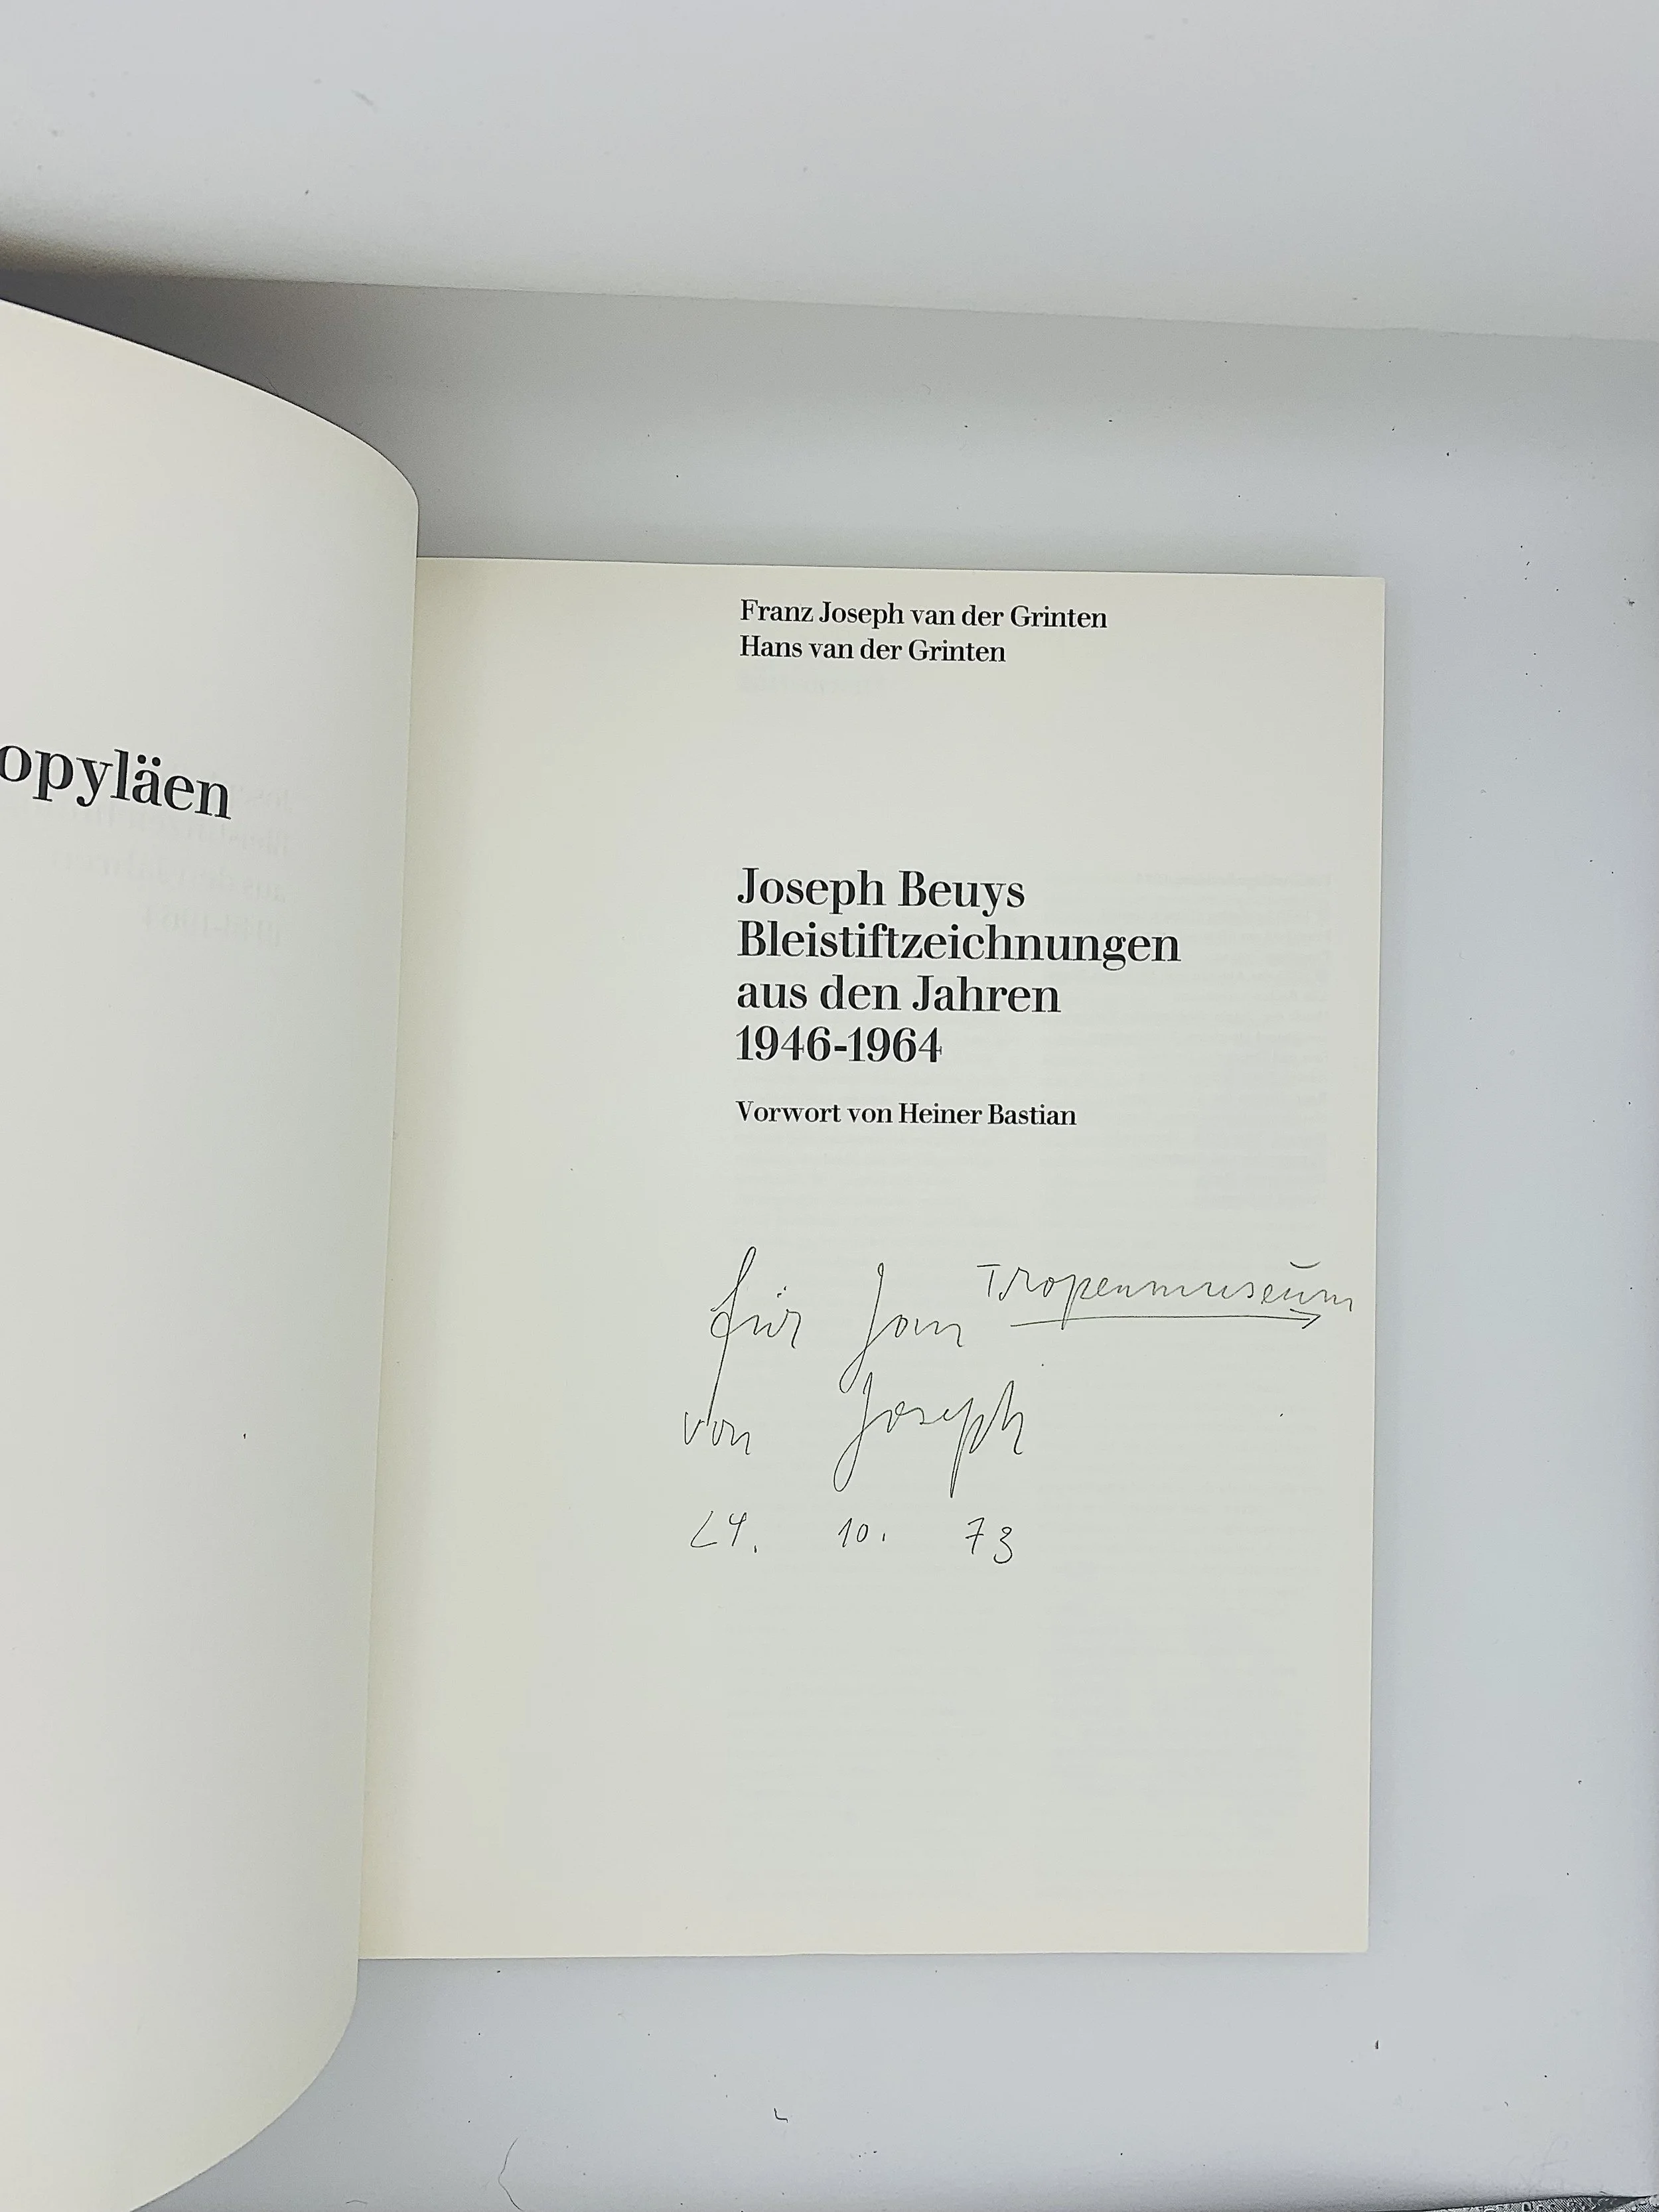 opyläen
Franz Joseph van der Grinten
Hans van der Grinten
Joseph Beuys
Bleistiftzeichnungen
aus den Jahren
1946-1964
Vorwort von Heiner Bastian
für Jan Tropenmuseum
von Joseph
24. 10. 73